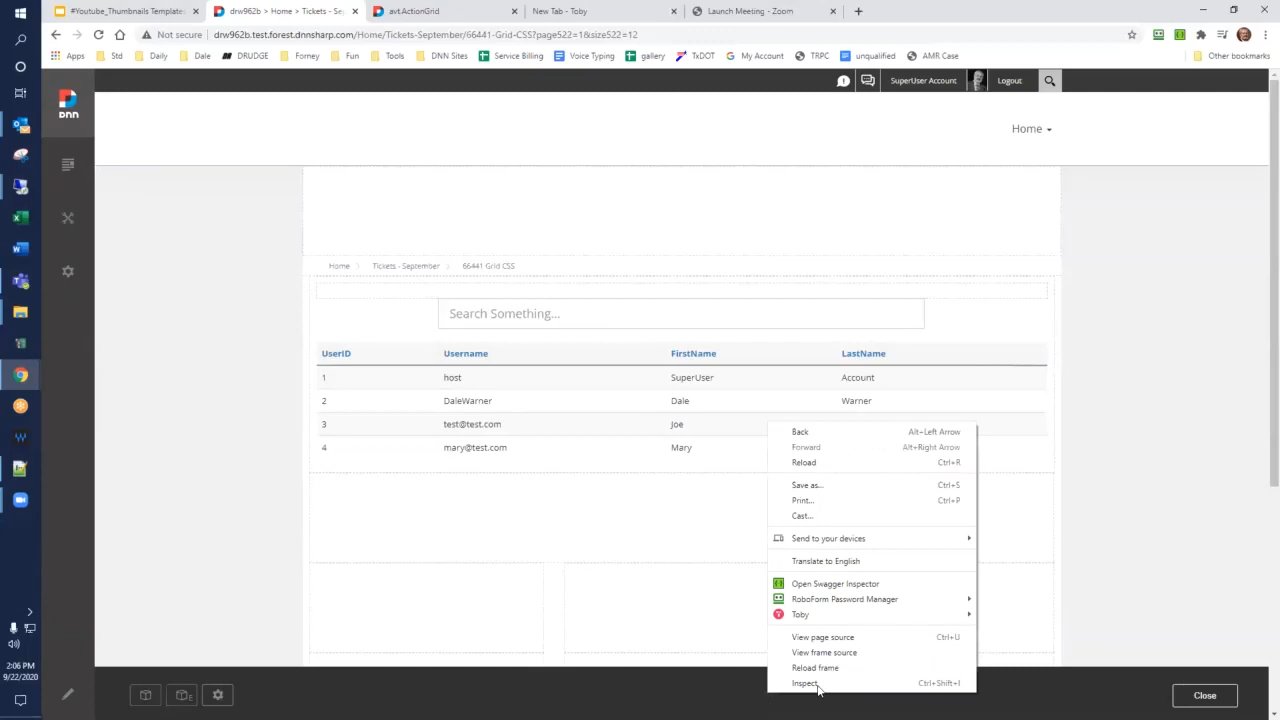 #Youtube_Thumbnails Template
drw962b > Home > Tickets - Se
avt.ActionGrid
New Tab - Toby
Launch Meeting - Zoom
Not secure
drw962b.test.forest.dnnsharp.com/Home/Tickets-September/66441-Grid-CSS?page522=1&size522=12
Apps
Std
Daily
Dale
DRUDGE
Forney
Fun
Tools
DNN Sites
Service Billing
Voice Typing
gallery
TxDOT
My Account
TRPC
unqualified
AMR Case
Other bookmarks
DNN
SuperUser Account
Logout
Home
Home
Tickets - September
66441 Grid CSS
Search Something...
UserID Username FirstName LastName
1 host SuperUser Account
2 DaleWarner Dale Warner
3 test@test.com Joe
4 mary@test.com Mary
Back Alt+Left Arrow
Forward Alt+Right Arrow
Reload Ctrl+R
Save as... Ctrl+S
Print... Ctrl+P
Cast...
Send to your devices
Translate to English
Open Swagger Inspector
RoboForm Password Manager
Toby
View page source Ctrl+U
View frame source
Reload frame
Inspect Ctrl+Shift+I
2:06 PM
9/22/2020
E
Close